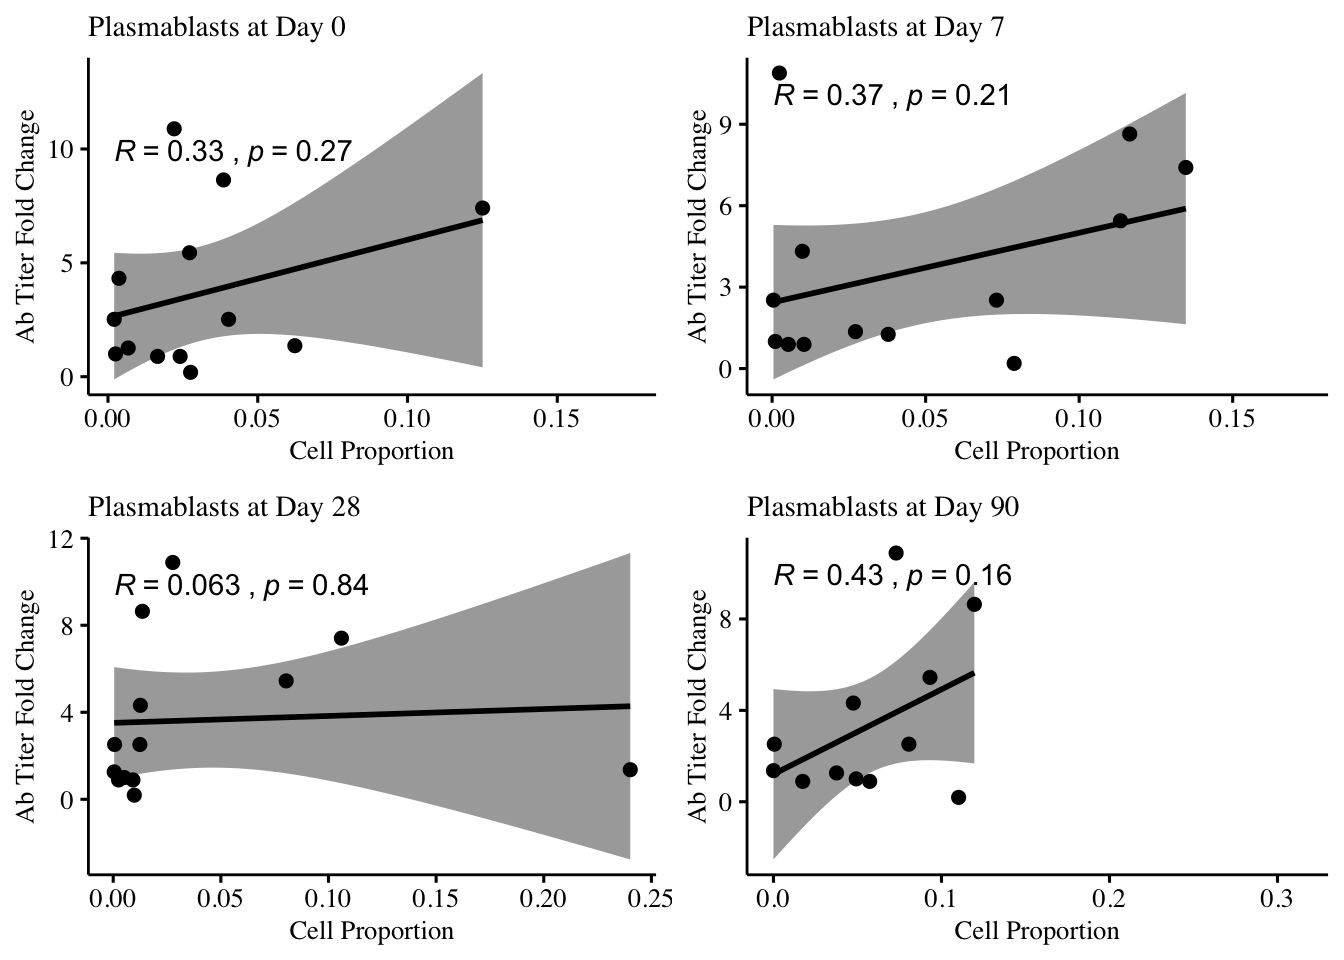 Plasmablasts at Day 0
Ab Titer Fold Change
10
5
0
R = 0.33 , p = 0.27
0.00 0.05 0.10 0.15
Cell Proportion
Plasmablasts at Day 7
Ab Titer Fold Change
9
6
3
0
R = 0.37 , p = 0.21
0.00 0.05 0.10 0.15
Cell Proportion
Plasmablasts at Day 28
Ab Titer Fold Change
12
8
4
0
R = 0.063 , p = 0.84
0.00 0.05 0.10 0.15 0.20 0.25
Cell Proportion
Plasmablasts at Day 90
Ab Titer Fold Change
8
4
0
R = 0.43 , p = 0.16
0.0 0.1 0.2 0.3
Cell Proportion